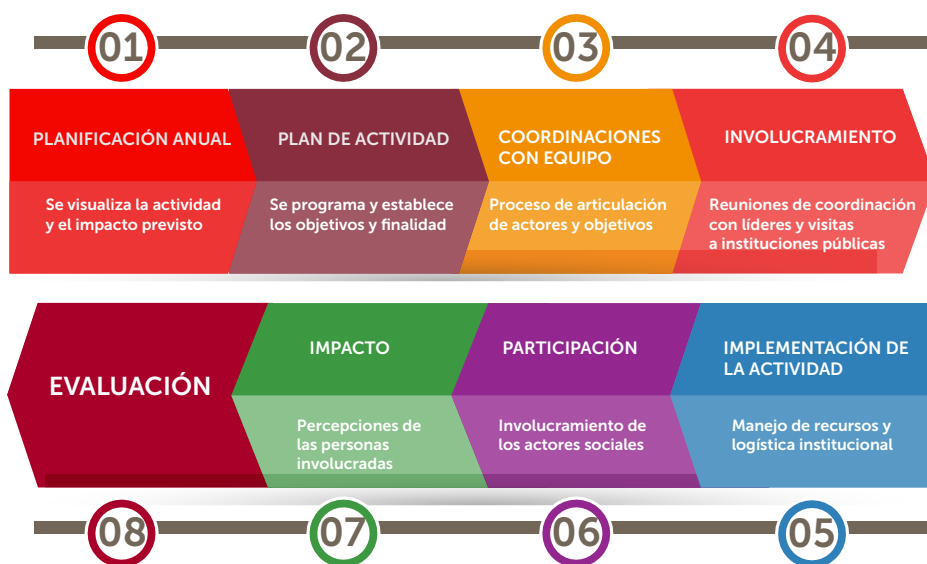 01
02
03
04
PLANIFICACIÓN ANUAL
Se visualiza la actividad
y el impacto previsto
PLAN DE ACTIVIDAD
Se programa y establece
los objetivos y finalidad
COORDINACIONES
CON EQUIPO
Proceso de articulación
de actores y objetivos
INVOLUCRAMIENTO
Reuniones de coordinación
con líderes y visitas
a instituciones públicas
EVALUACIÓN
IMPACTO
Percepciones de
las personas
involucradas
PARTICIPACIÓN
Involucramiento de
los actores sociales
IMPLEMENTACIÓN DE
LA ACTIVIDAD
Manejo de recursos y
logística institucional
08
07
06
05